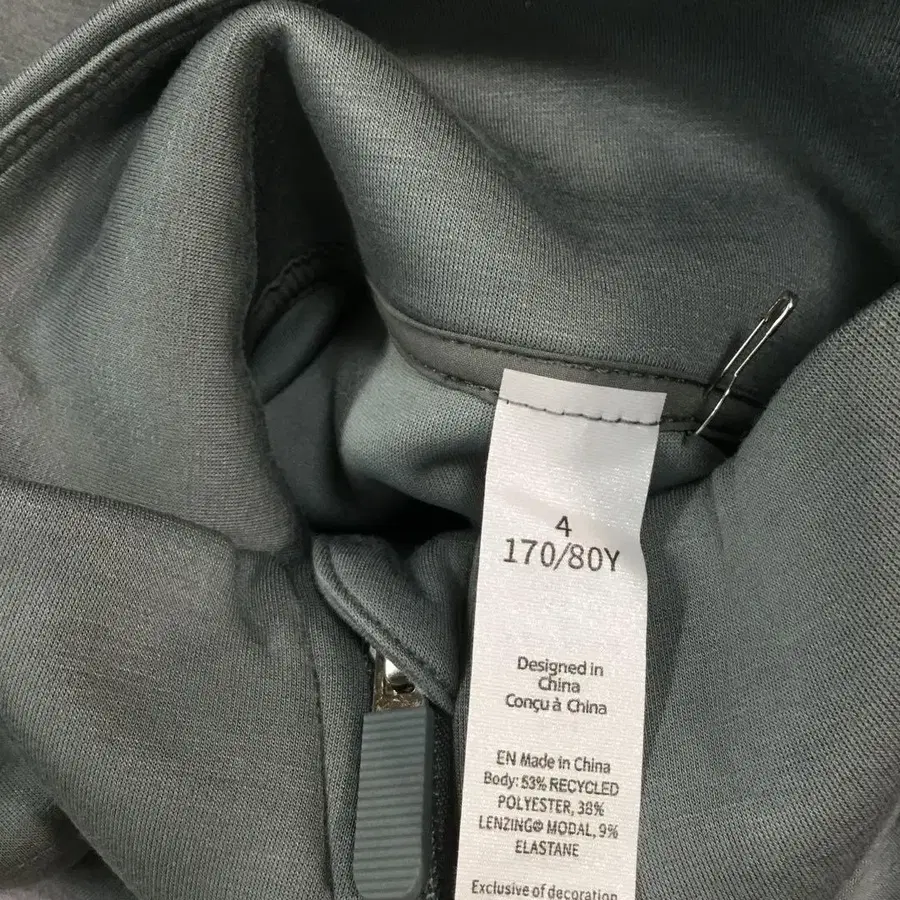 4
170/80Y
Designed in
China
Conçu à China
EN Made in China
Body: 53% RECYCLED
POLYESTER, 38%
LENZING® MODAL, 9%
ELASTANE
Exclusive of decoration